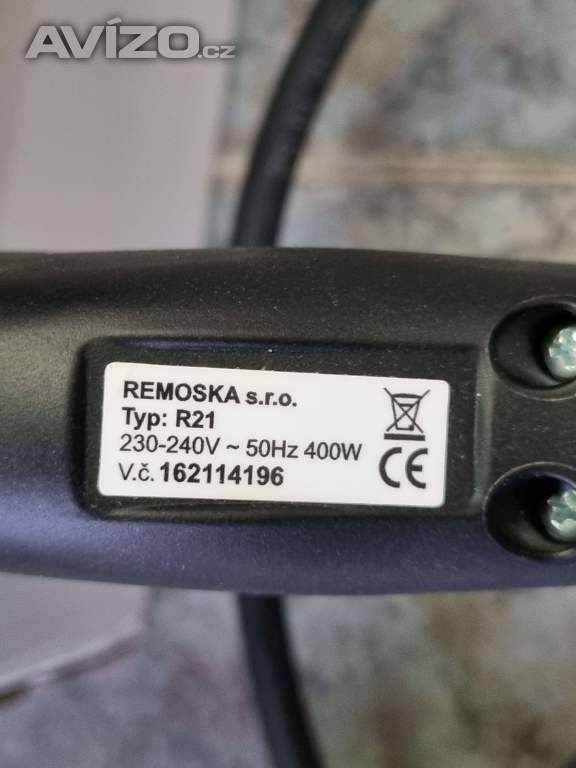 AVÍZO.cz
REMOSKA s.r.o.
Typ: R21
230-240V ~ 50Hz 400W
V.č. 162114196
CE